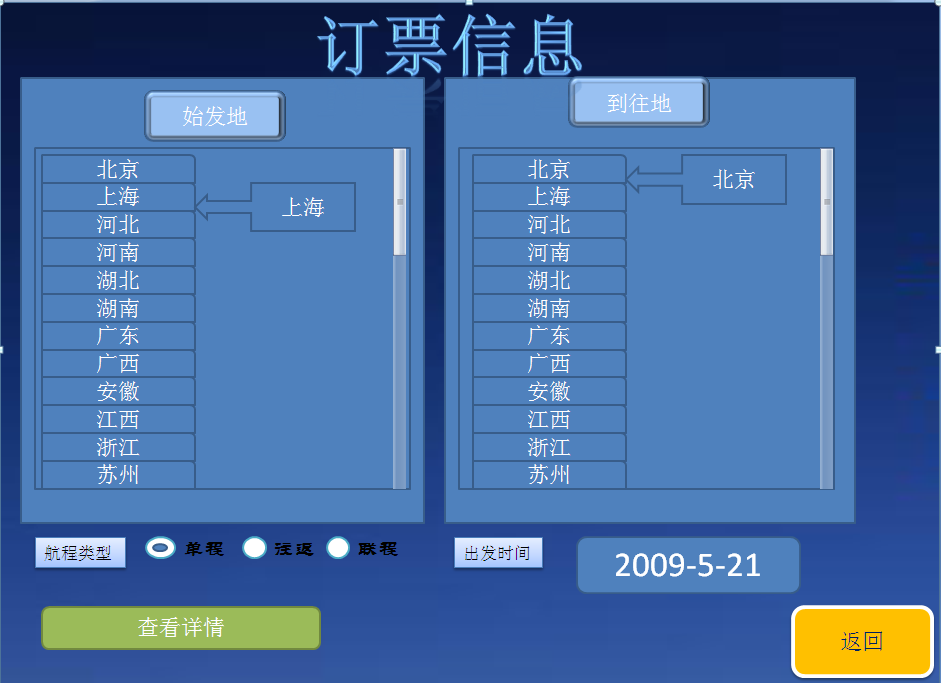 订票信息
始发地
北京
上海
河北
河南
湖北
湖南
广东
广西
安徽
江西
浙江
苏州
上海
到往地
北京
上海
河北
河南
湖北
湖南
广东
广西
安徽
江西
浙江
苏州
北京
航程类型 单程 往返 联程
出发时间 2009-5-21
查看详情
返回